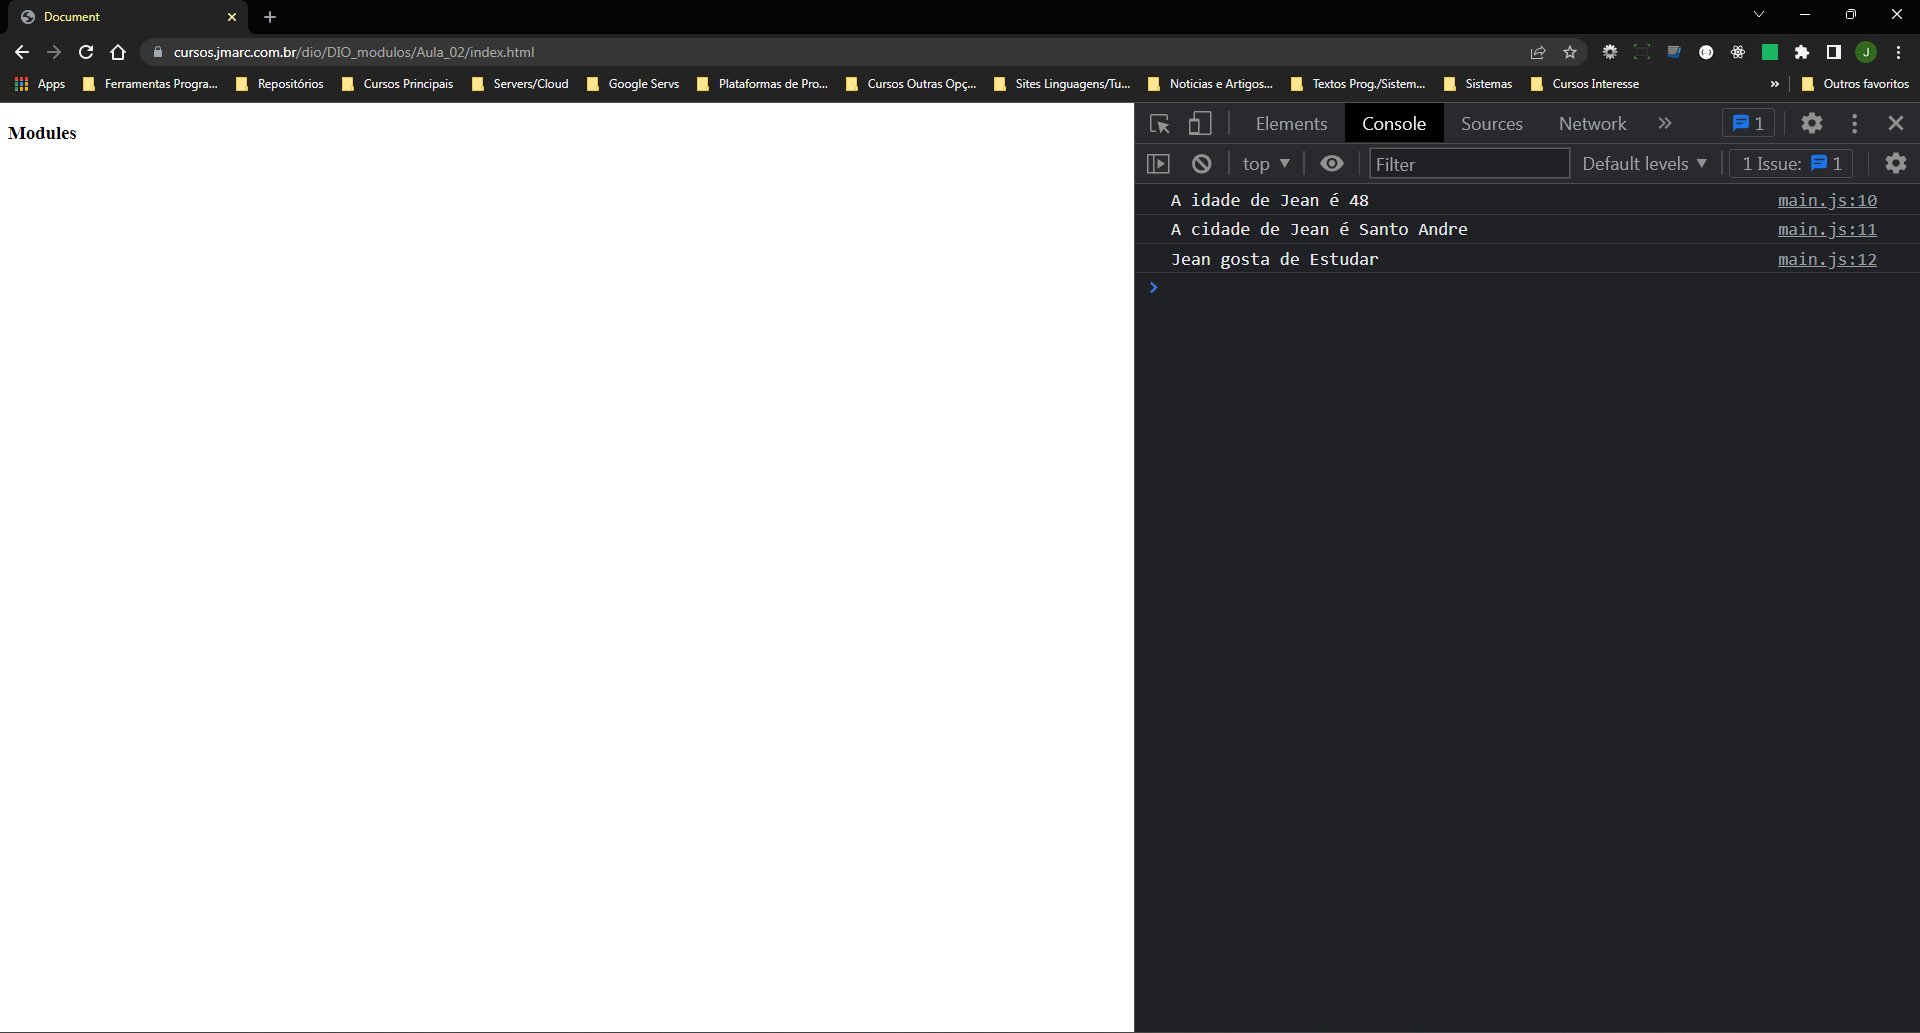 Document
cursos.jmarc.com.br/dio/DIO_modulos/Aula_02/index.html
J
Apps Ferramentas Progra... Repositórios Cursos Principais Servers/Cloud Google Servs Plataformas de Pro... Cursos Outras Opç... Sites Linguagens/Tu... Noticias e Artigos... Textos Prog./Sistem... Sistemas Cursos Interesse » Outros favoritos
Modules
Elements Console Sources Network » 1
top Filter Default levels 1 Issue: 1
A idade de Jean é 48 main.js:10
A cidade de Jean é Santo Andre main.js:11
Jean gosta de Estudar main.js:12